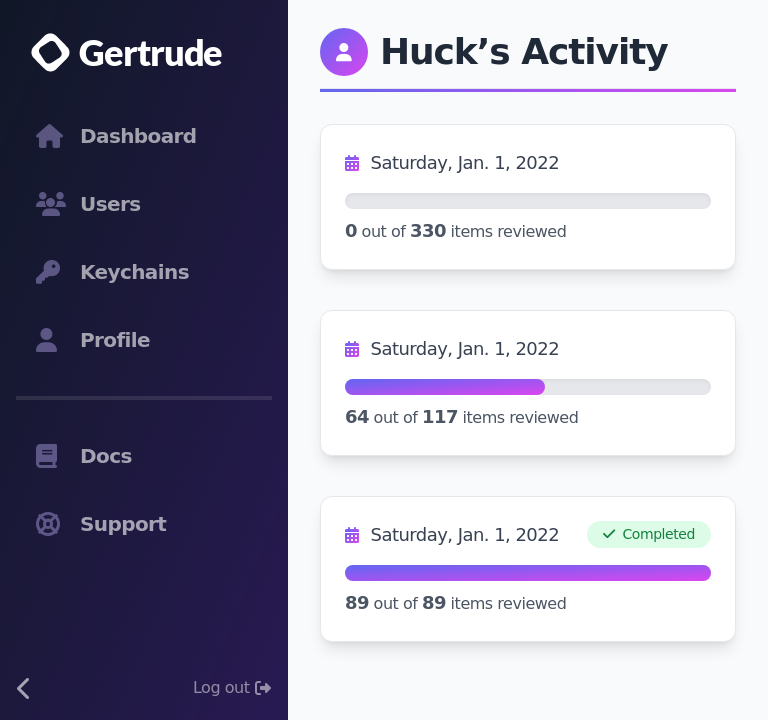 Gertrude
Dashboard
Users
Keychains
Profile
Docs
Support
Log out
Huck’s Activity
Saturday, Jan. 1, 2022
0 out of 330 items reviewed
Saturday, Jan. 1, 2022
64 out of 117 items reviewed
Saturday, Jan. 1, 2022 Completed
89 out of 89 items reviewed